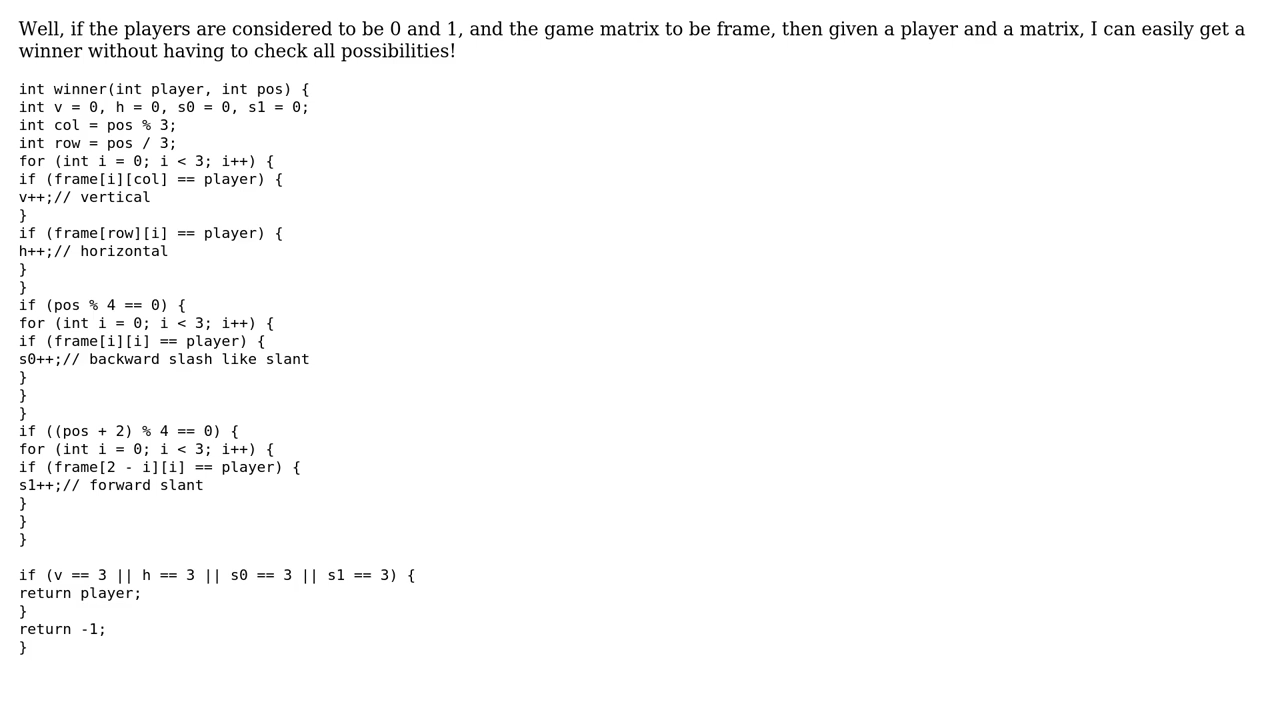 Well, if the players are considered to be 0 and 1, and the game matrix to be frame, then given a player and a matrix, I can easily get a
winner without having to check all possibilities!
int winner(int player, int pos) {
int v = 0, h = 0, s0 = 0, s1 = 0;
int col = pos % 3;
int row = pos / 3;
for (int i = 0; i < 3; i++) {
if (frame[i][col] == player) {
v++;// vertical
}
if (frame[row][i] == player) {
h++;// horizontal
}
}
if (pos % 4 == 0) {
for (int i = 0; i < 3; i++) {
if (frame[i][i] == player) {
s0++;// backward slash like slant
}
}
}
if ((pos + 2) % 4 == 0) {
for (int i = 0; i < 3; i++) {
if (frame[2 - i][i] == player) {
s1++;// forward slant
}
}
}
if (v == 3 || h == 3 || s0 == 3 || s1 == 3) {
return player;
}
return -1;
}